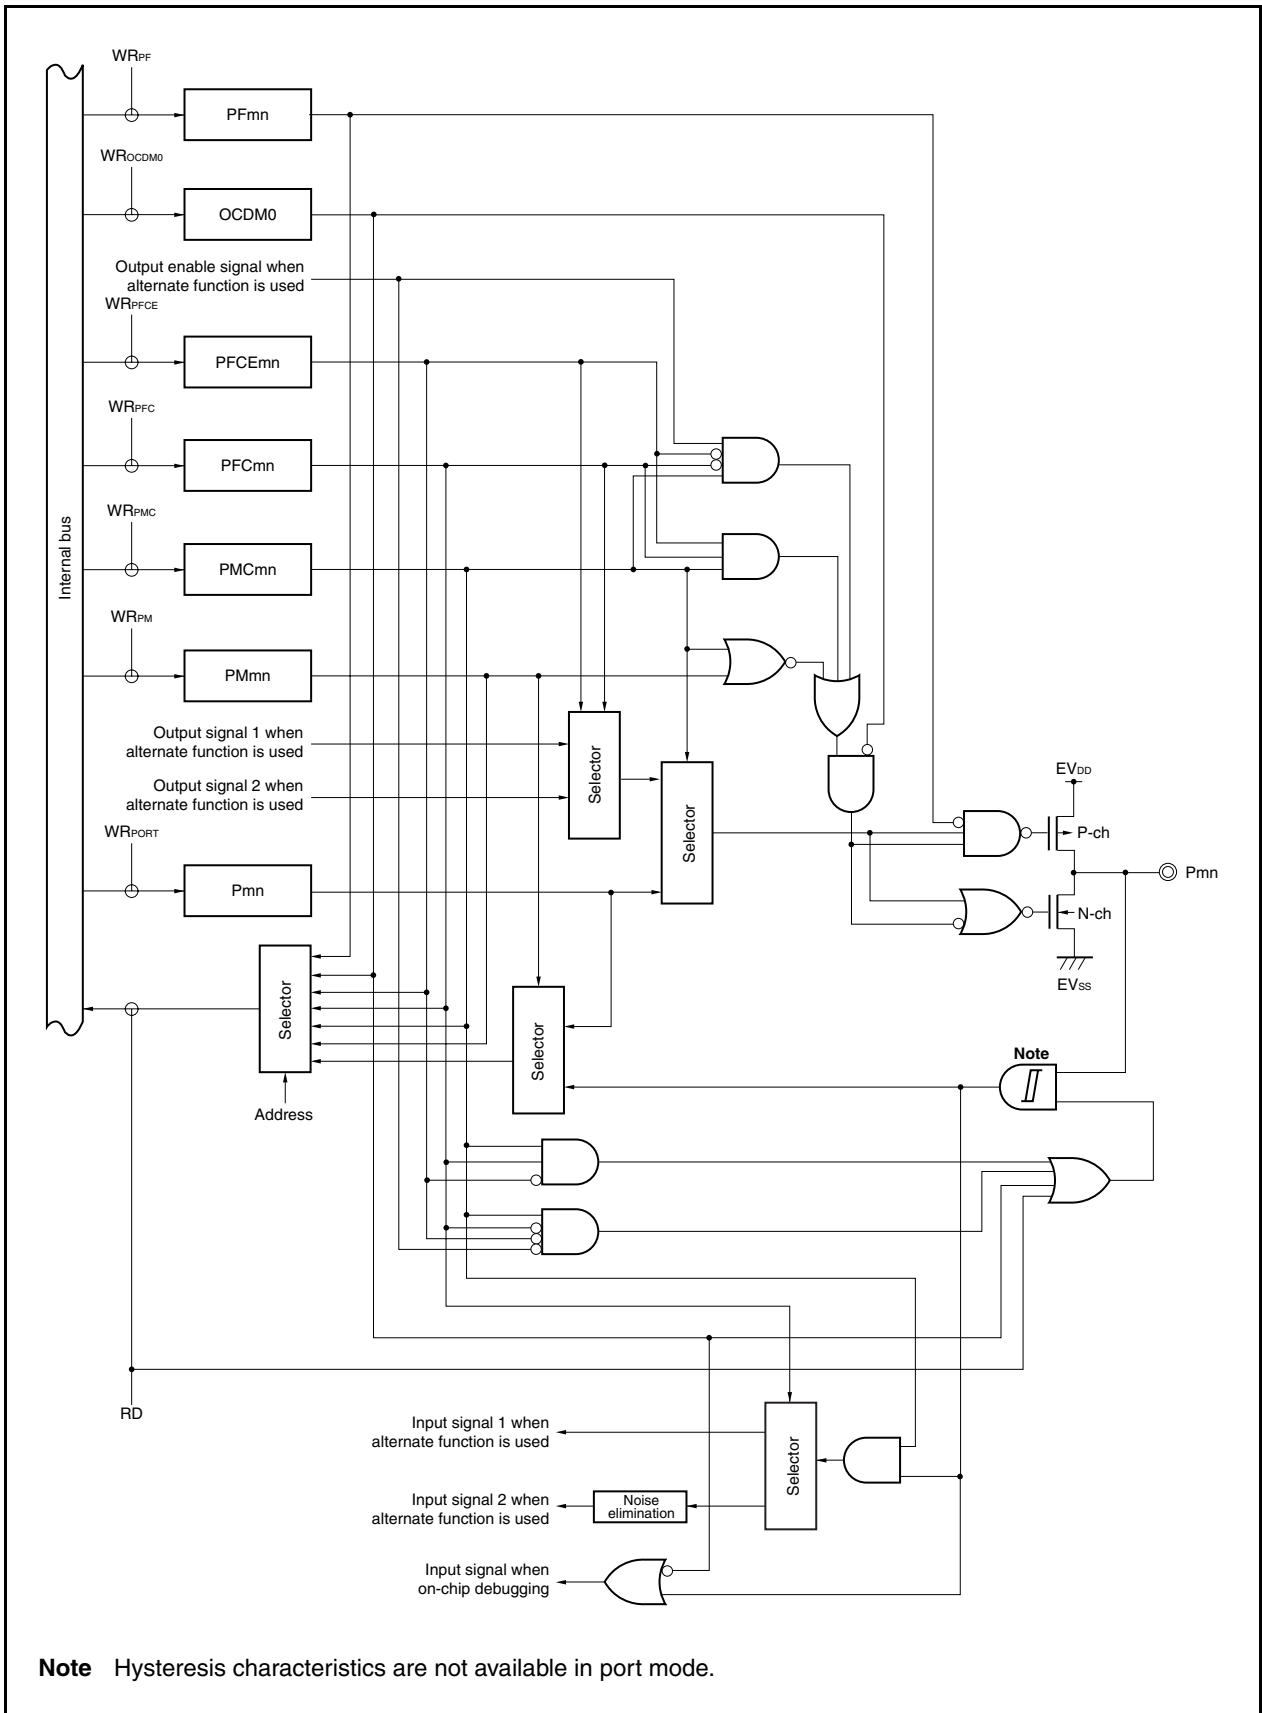 WRPF
PFmn
WROCDM0
OCDM0
Output enable signal when
alternate function is used
WRPFCE
PFCEmn
WRPFC
PFCmn
WRPMC
PMCmn
Internal bus
WRPM
PMmn
Output signal 1 when
alternate function is used
Output signal 2 when
alternate function is used
Selector
Selector
WRPORT
Pmn
EVDD
P-ch
Pmn
N-ch
EVSS
Selector
Selector
Address
Note
RD
Input signal 1 when
alternate function is used
Selector
Input signal 2 when
alternate function is used
Noise
elimination
Input signal when
on-chip debugging
Note Hysteresis characteristics are not available in port mode.